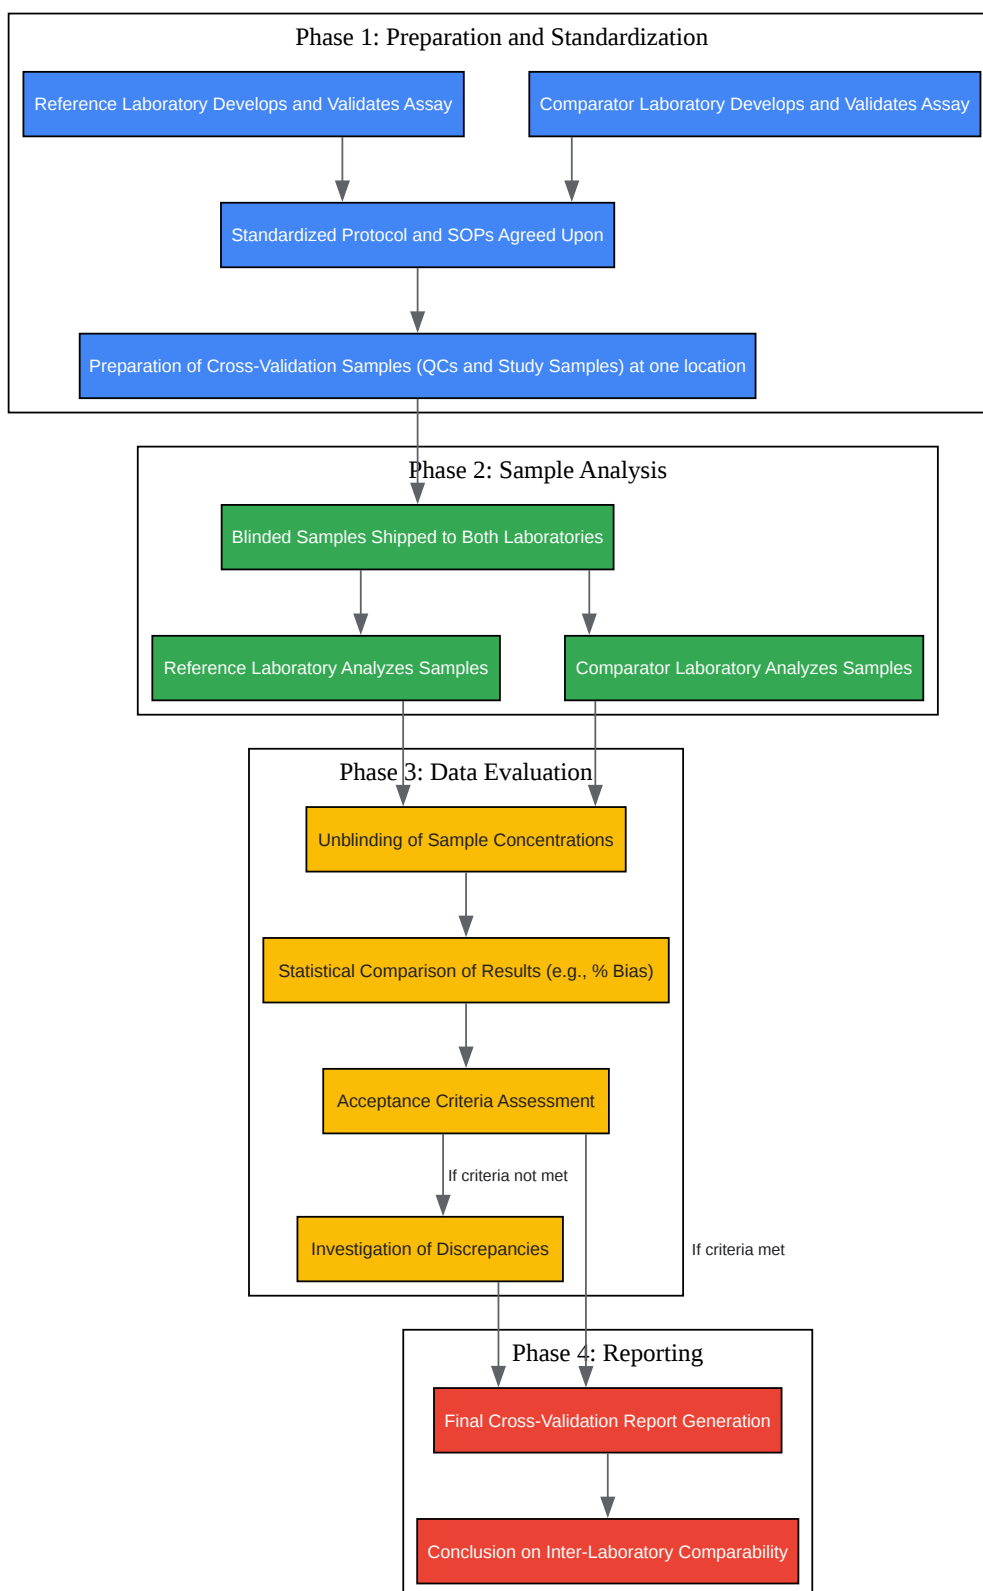 Phase 1: Preparation and Standardization
Reference Laboratory Develops and Validates Assay
Comparator Laboratory Develops and Validates Assay
Standardized Protocol and SOPs Agreed Upon
Preparation of Cross-Validation Samples (QCs and Study Samples) at one location
Phase 2: Sample Analysis
Blinded Samples Shipped to Both Laboratories
Reference Laboratory Analyzes Samples
Comparator Laboratory Analyzes Samples
Phase 3: Data Evaluation
Unblinding of Sample Concentrations
Statistical Comparison of Results (e.g., % Bias)
Acceptance Criteria Assessment
If criteria not met
Investigation of Discrepancies
If criteria met
Phase 4: Reporting
Final Cross-Validation Report Generation
Conclusion on Inter-Laboratory Comparability